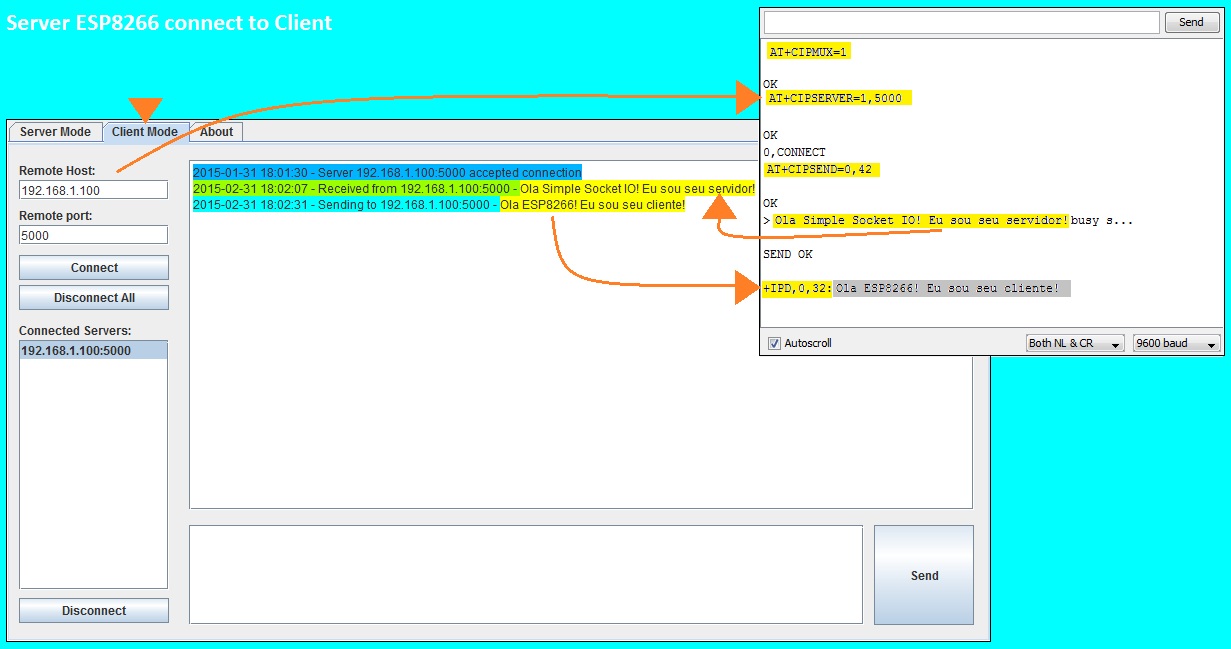 Server ESP8266 connect to Client
Server Mode
Client Mode
About
Remote Host:
192.168.1.100
Remote port:
5000
Connect
Disconnect All
Connected Servers:
192.168.1.100:5000
Disconnect
2015-01-31 18:01:30 - Server 192.168.1.100:5000 accepted connection
2015-02-31 18:02:07 - Received from 192.168.1.100:5000 - Ola Simple Socket IO! Eu sou seu servidor!
2015-02-31 18:02:31 - Sending to 192.168.1.100:5000 - Ola ESP8266! Eu sou seu cliente!
Send
Send
AT+CIPMUX=1
OK
AT+CIPSERVER=1,5000
OK
0,CONNECT
AT+CIPSEND=0,42
OK
> Ola Simple Socket IO! Eu sou seu servidor!busy s...
SEND OK
+IPD,0,32:Ola ESP8266! Eu sou seu cliente!
Autoscroll
Both NL & CR
9600 baud